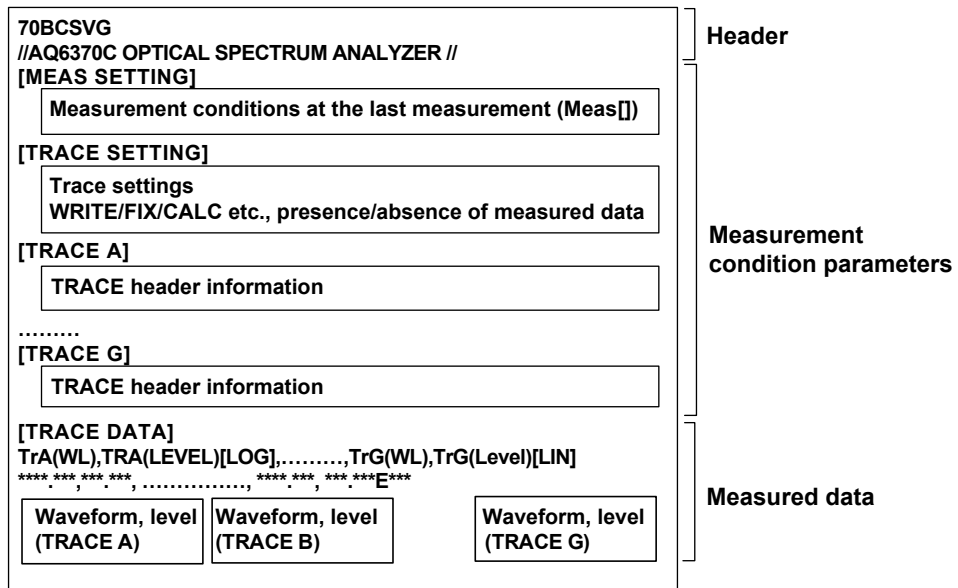 70BCSVG
//AQ6370C OPTICAL SPECTRUM ANALYZER //
Header
[MEAS SETTING]
Measurement conditions at the last measurement (Meas[])
[TRACE SETTING]
Trace settings
WRITE/FIX/CALC etc., presence/absence of measured data
[TRACE A]
TRACE header information
………
[TRACE G]
TRACE header information
Measurement
condition parameters
[TRACE DATA]
TrA(WL),TRA(LEVEL)[LOG],………,TrG(WL),TrG(Level)[LIN]
****.***,***.***, ……………, ****.***, ***.***E***
Waveform, level
(TRACE A)
Waveform, level
(TRACE B)
Waveform, level
(TRACE G)
Measured data